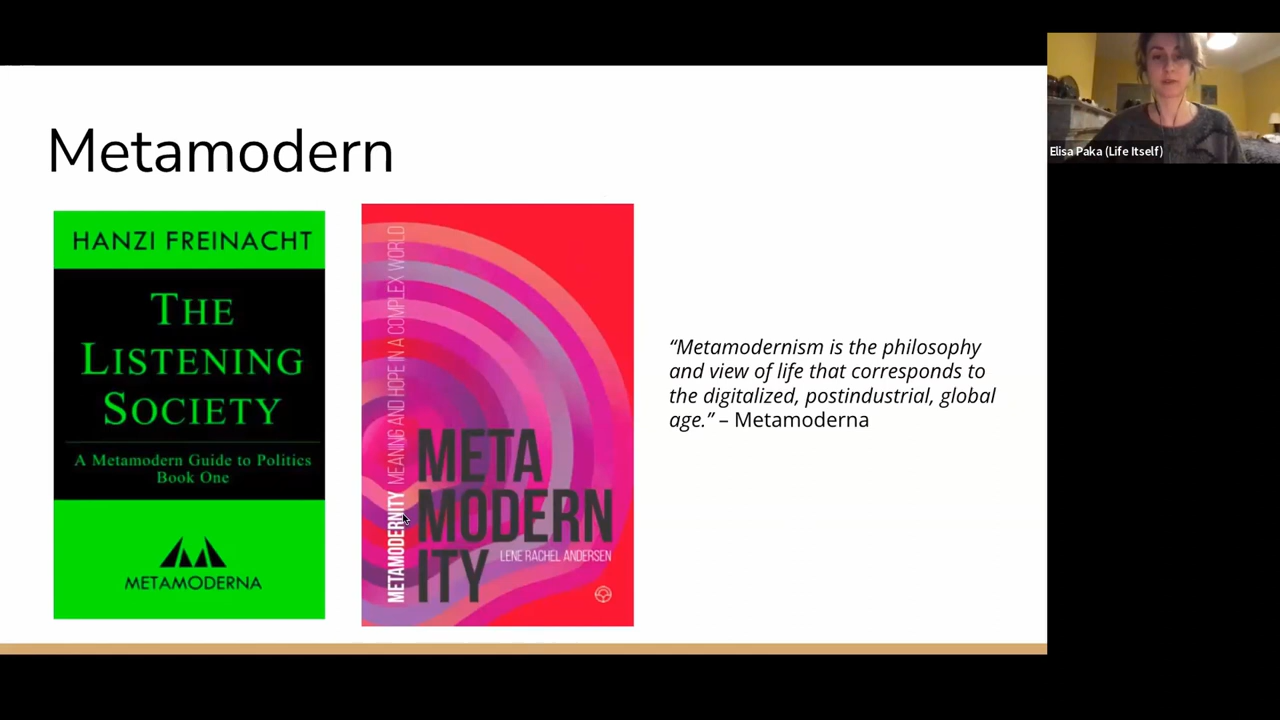 Metamodern
HANZI FREINACHT
THE
LISTENING
SOCIETY
A Metamodern Guide to Politics
Book One
METAMODERNA
METAMODERNITY MEANING AND HOPE IN A COMPLEX WORLD
META
MODERN
ITY
LENE RACHEL ANDERSEN
“Metamodernism is the philosophy
and view of life that corresponds to
the digitalized, postindustrial, global
age.” – Metamoderna
Elisa Paka (Life Itself)